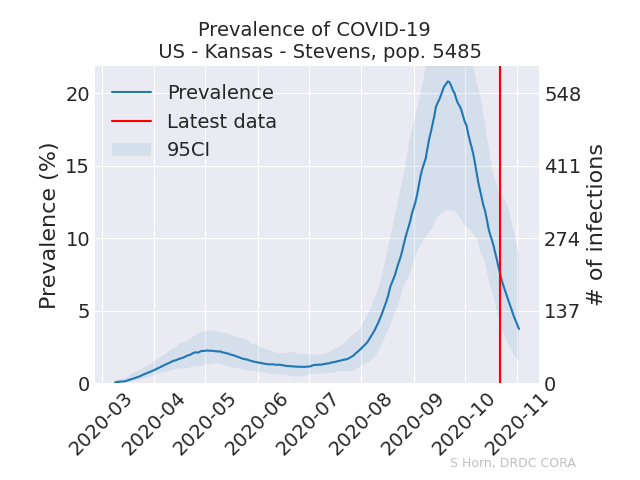 Prevalence of COVID-19
US - Kansas - Stevens, pop. 5485
Prevalence
Latest data
95CI
Prevalence (%)
20
15
10
5
0
548
411
274
137
0
# of infections
2020-03
2020-04
2020-05
2020-06
2020-07
2020-08
2020-09
2020-10
2020-11
S Horn, DRDC CORA